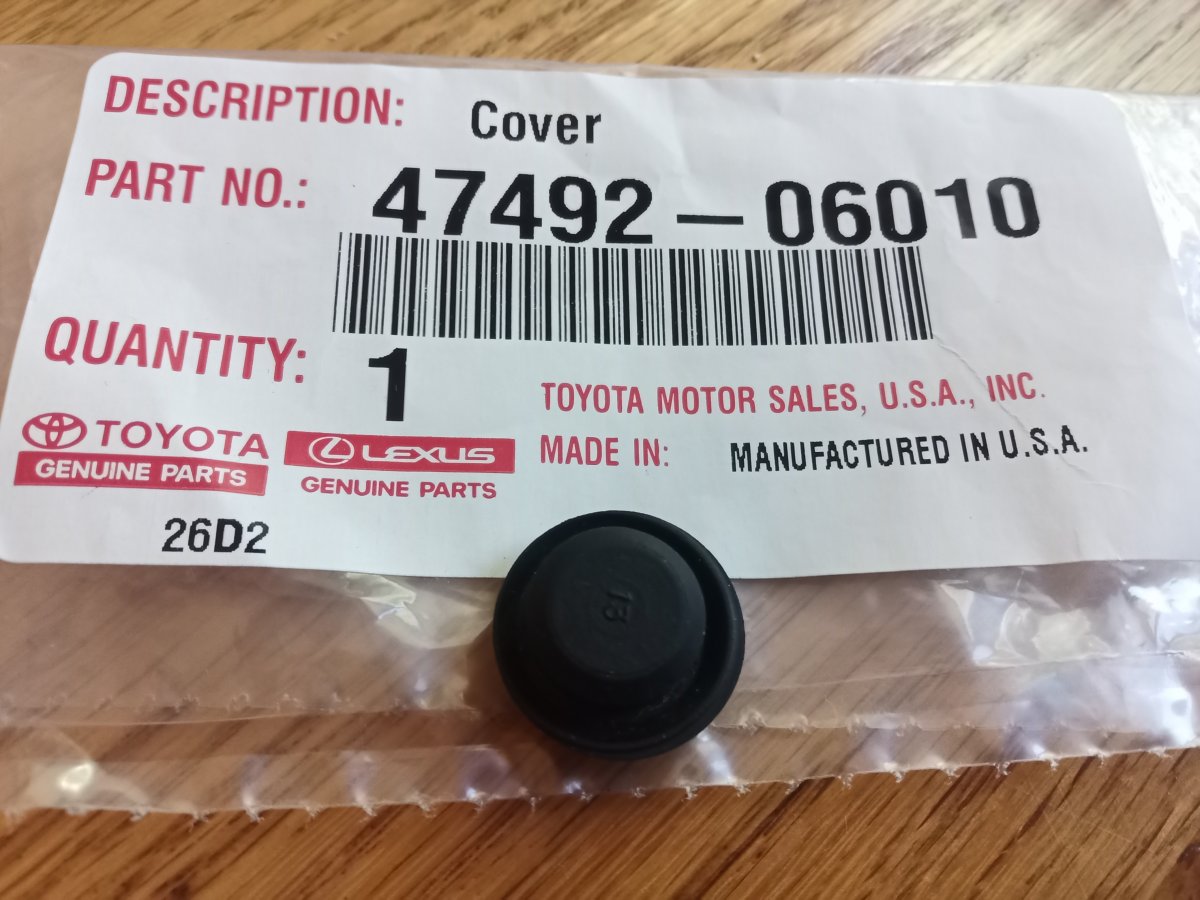 DESCRIPTION: Cover
PART NO.: 47492-06010
QUANTITY: 1
TOYOTA MOTOR SALES, U.S.A., INC.
MADE IN: MANUFACTURED IN U.S.A.
TOYOTA
GENUINE PARTS
LEXUS
GENUINE PARTS
26D2
13